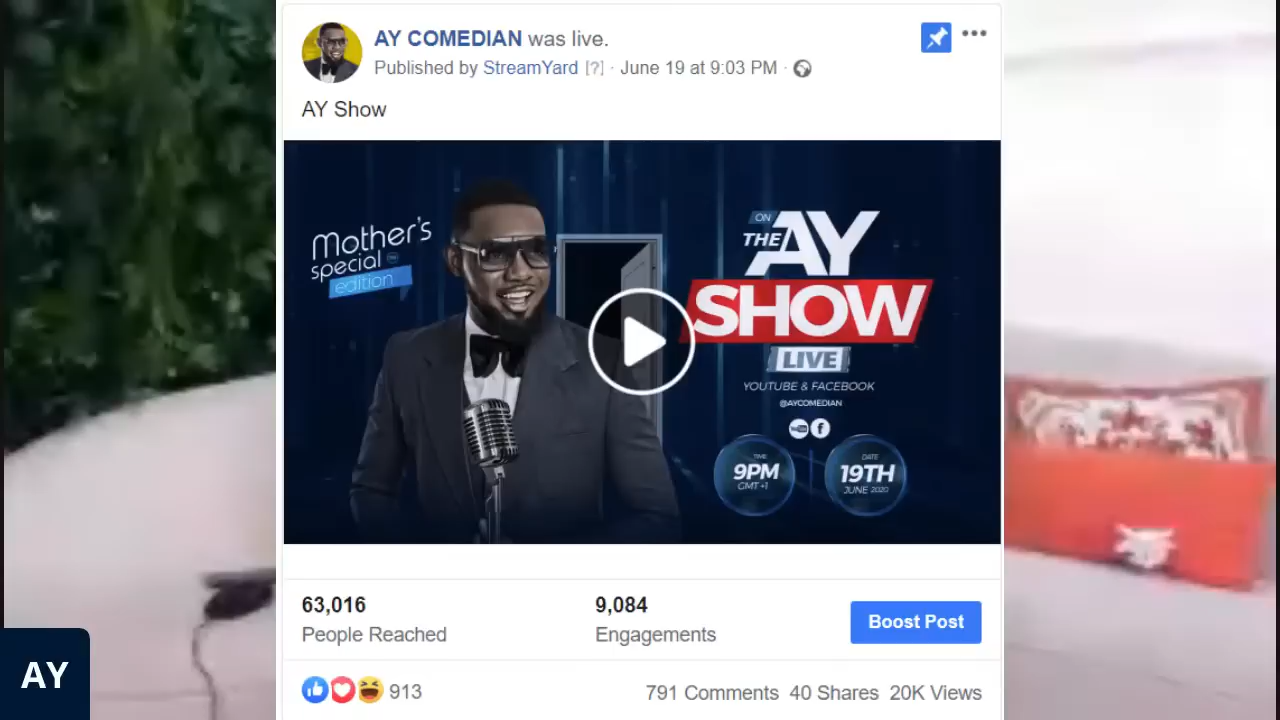 AY COMEDIAN was live.
Published by StreamYard [?] · June 19 at 9:03 PM ·
AY Show
Mother's
special
edition
ON
THE AY
SHOW
LIVE
YOUTUBE & FACEBOOK
@AYCOMEDIAN
TIME
9PM
GMT +1
DATE
19TH
JUNE 2020
63,016
People Reached
9,084
Engagements
Boost Post
913
791 Comments 40 Shares 20K Views
AY